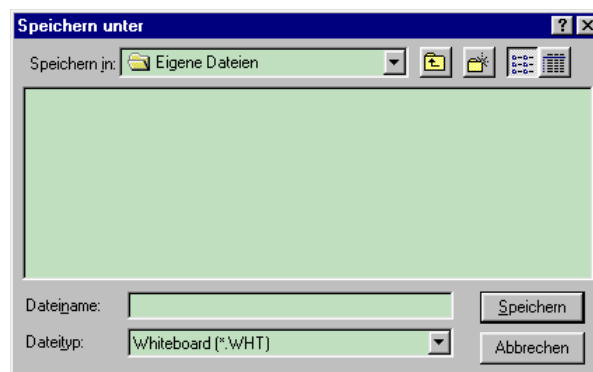 Speichern unter
Speichern in: Eigene Dateien
Dateiname: Speichern
Dateityp: Whiteboard (*.WHT) Abbrechen